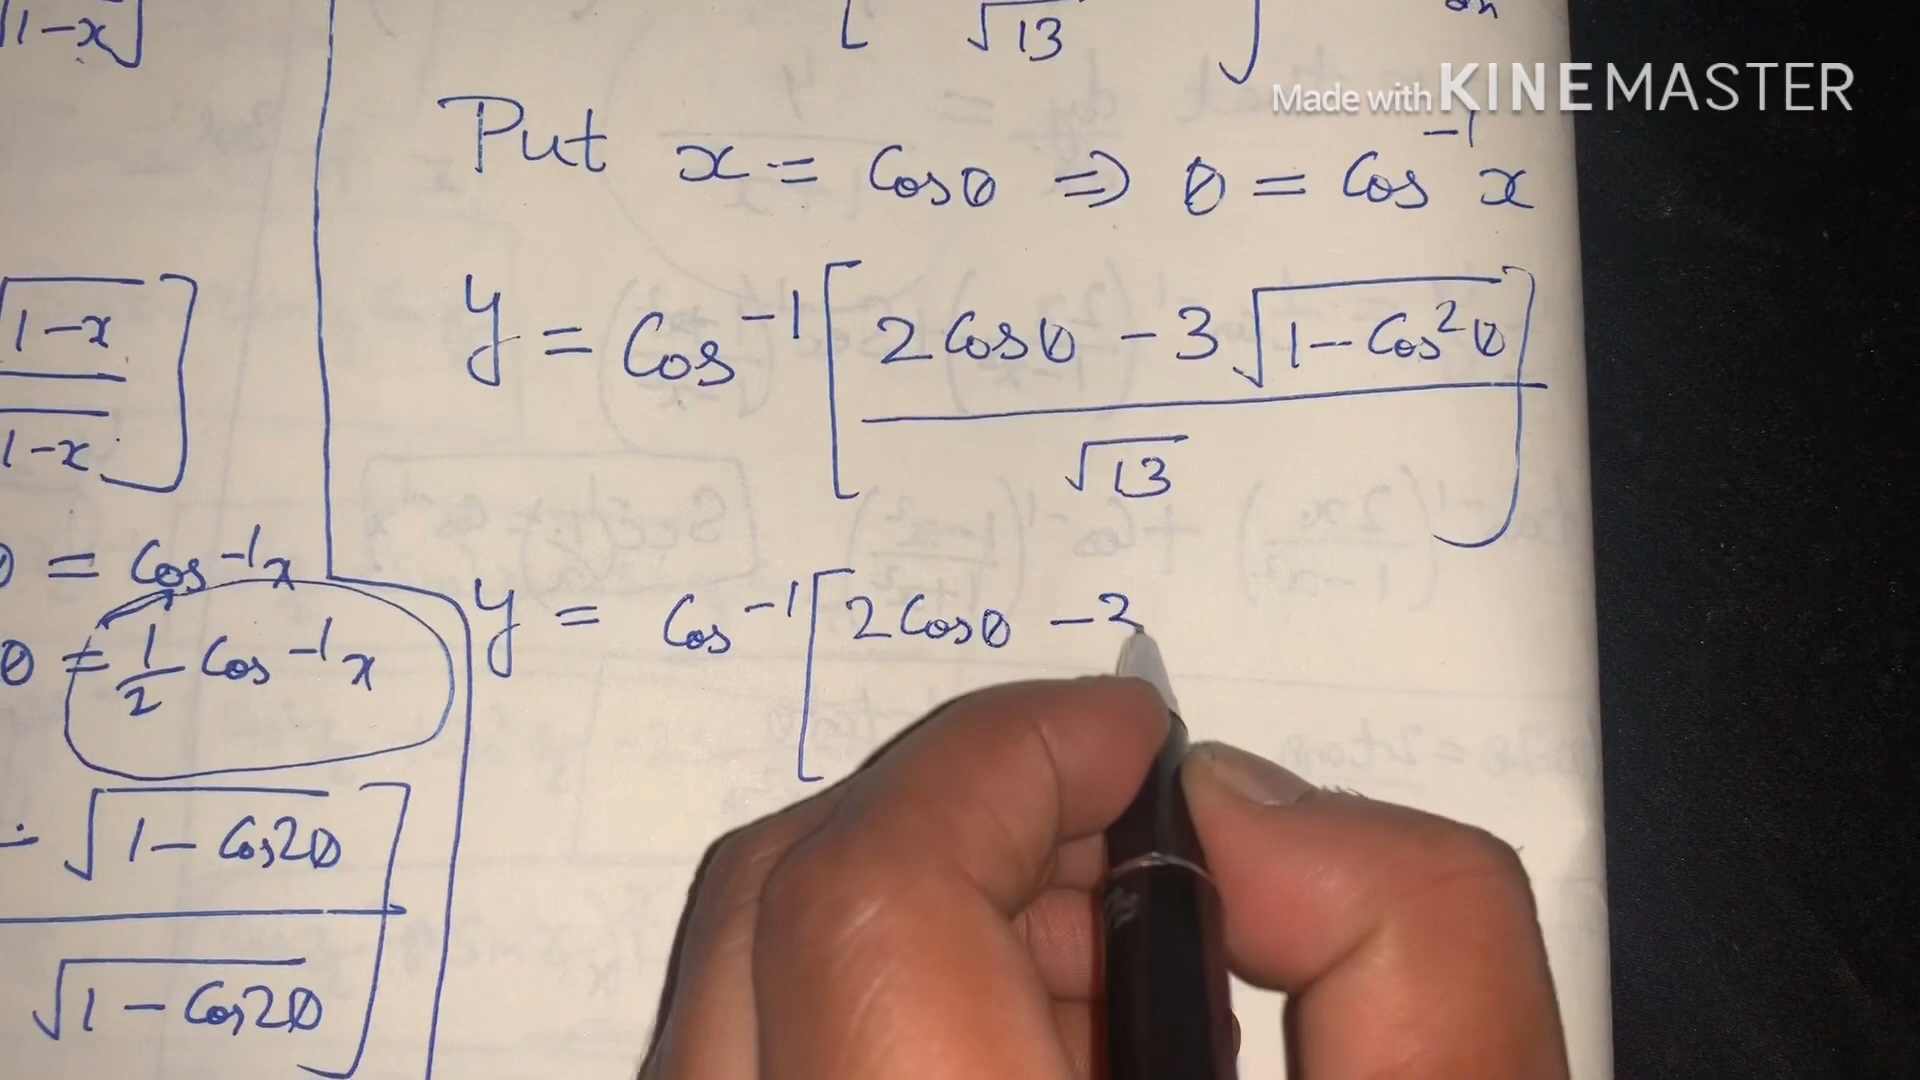 √1-x]
√13
Made with KINEMASTER
Put x = Cosθ ⇒ θ = Cos⁻¹x
y = Cos⁻¹[2Cosθ - 3√1-Cos²θ / √13]
√1-x
√1-x]
θ = Cos⁻¹x
y = Cos⁻¹[2Cosθ - 3
θ = 1/2 Cos⁻¹x
- √1-Cos2θ
√1-Cos2θ]